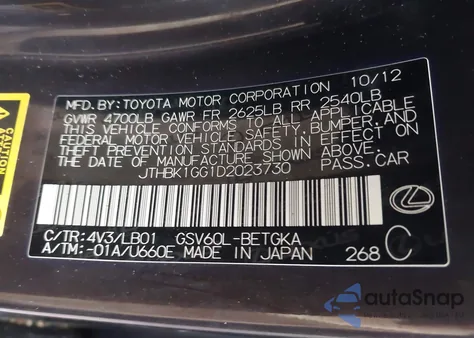 MFD.BY:TOYOTA MOTOR CORPORATION 10/12
GVWR 4700LB GAWR FR 2625LB RR 2540LB
THIS VEHICLE CONFORMS TO ALL APPLICABLE
FEDERAL MOTOR VEHICLE SAFETY,BUMPER,AND
THEFT PREVENTION STANDARDS IN EFFECT ON
THE DATE OF MANUFACTURE SHOWN ABOVE.
JTHBK1GG1D2023730 PASS.CAR
C/TR:4V3/LB01 GSV60L-BETGKA
A/TM:-01A/U660E MADE IN JAPAN 268 C
autoSnap